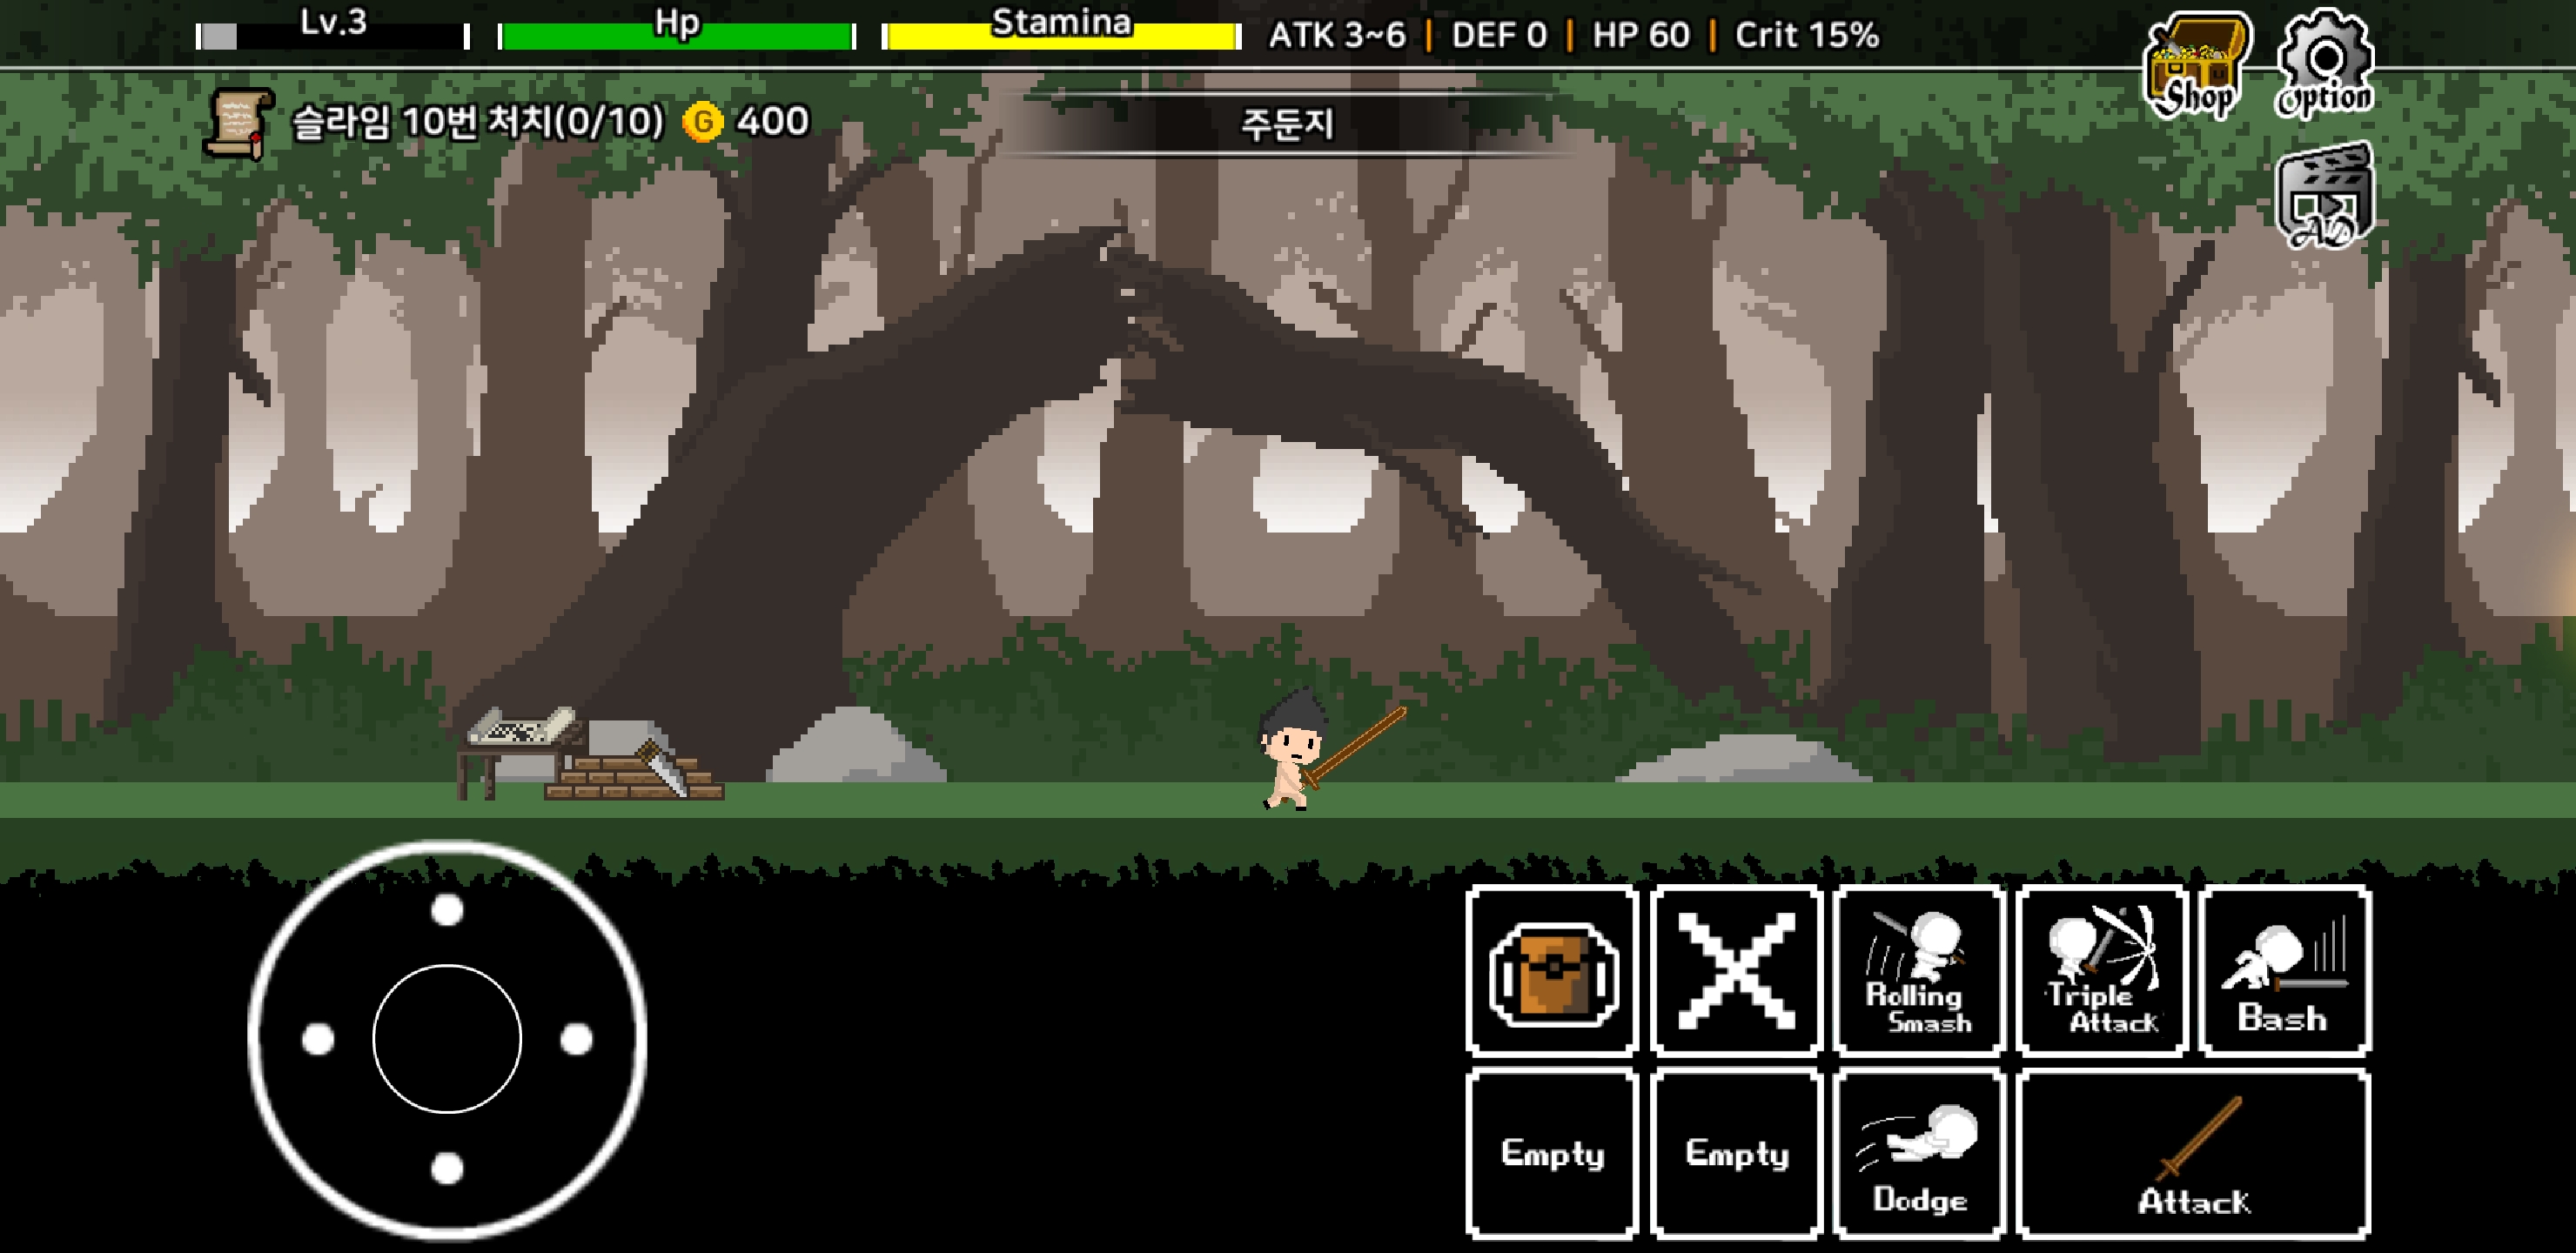 Lv.3 Hp Stamina ATK 3~6 | DEF 0 | HP 60 | Crit 15%
Shop Option
슬라임 10번 처치(0/10) G 400
주둔지
AD
Rolling Smash
Triple Attack
Bash
Empty
Empty
Dodge
Attack